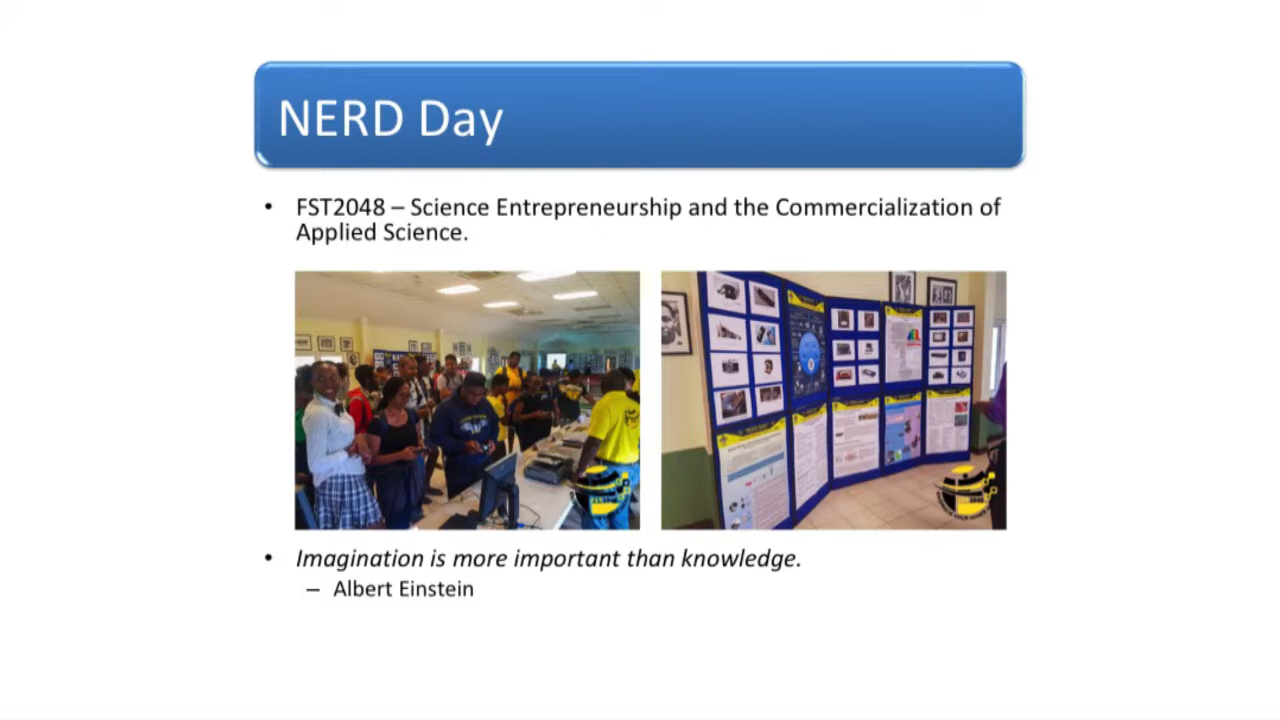 NERD Day
• FST2048 – Science Entrepreneurship and the Commercialization of
Applied Science.
• Imagination is more important than knowledge.
– Albert Einstein